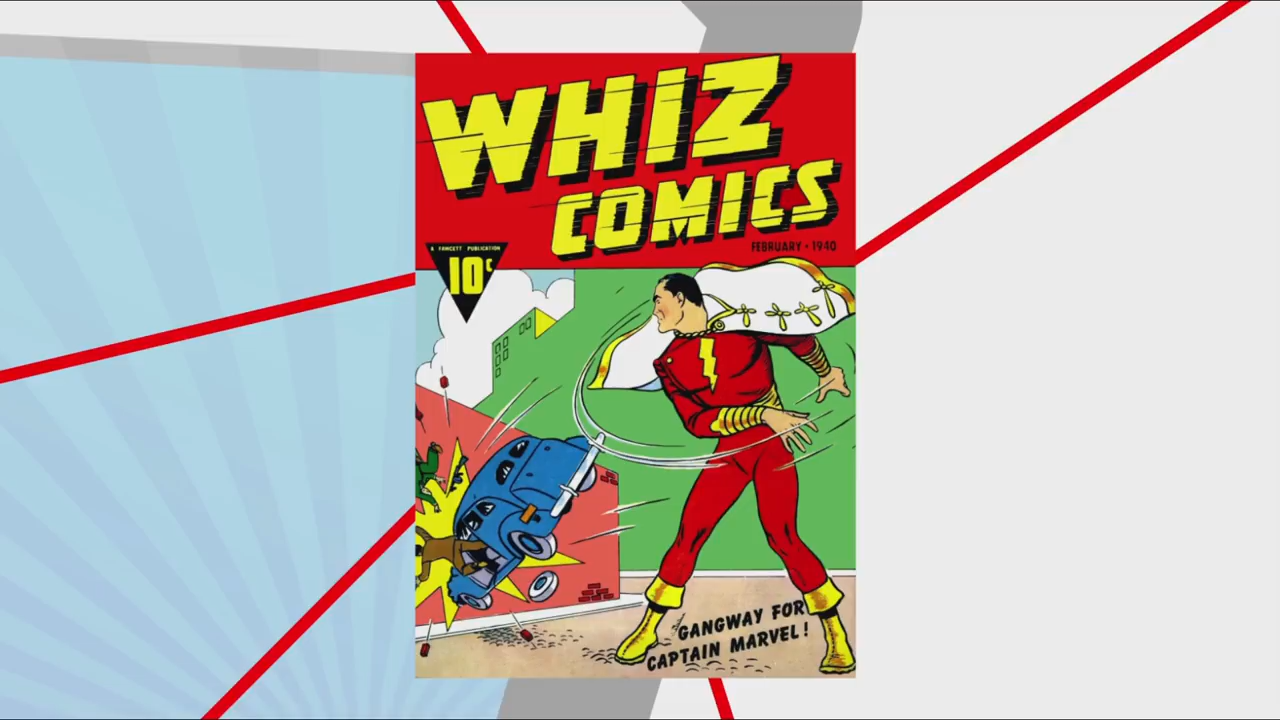 WHIZ
COMICS
FEBRUARY • 1940
A FAWCETT PUBLICATION
10¢
GANGWAY FOR
CAPTAIN MARVEL!